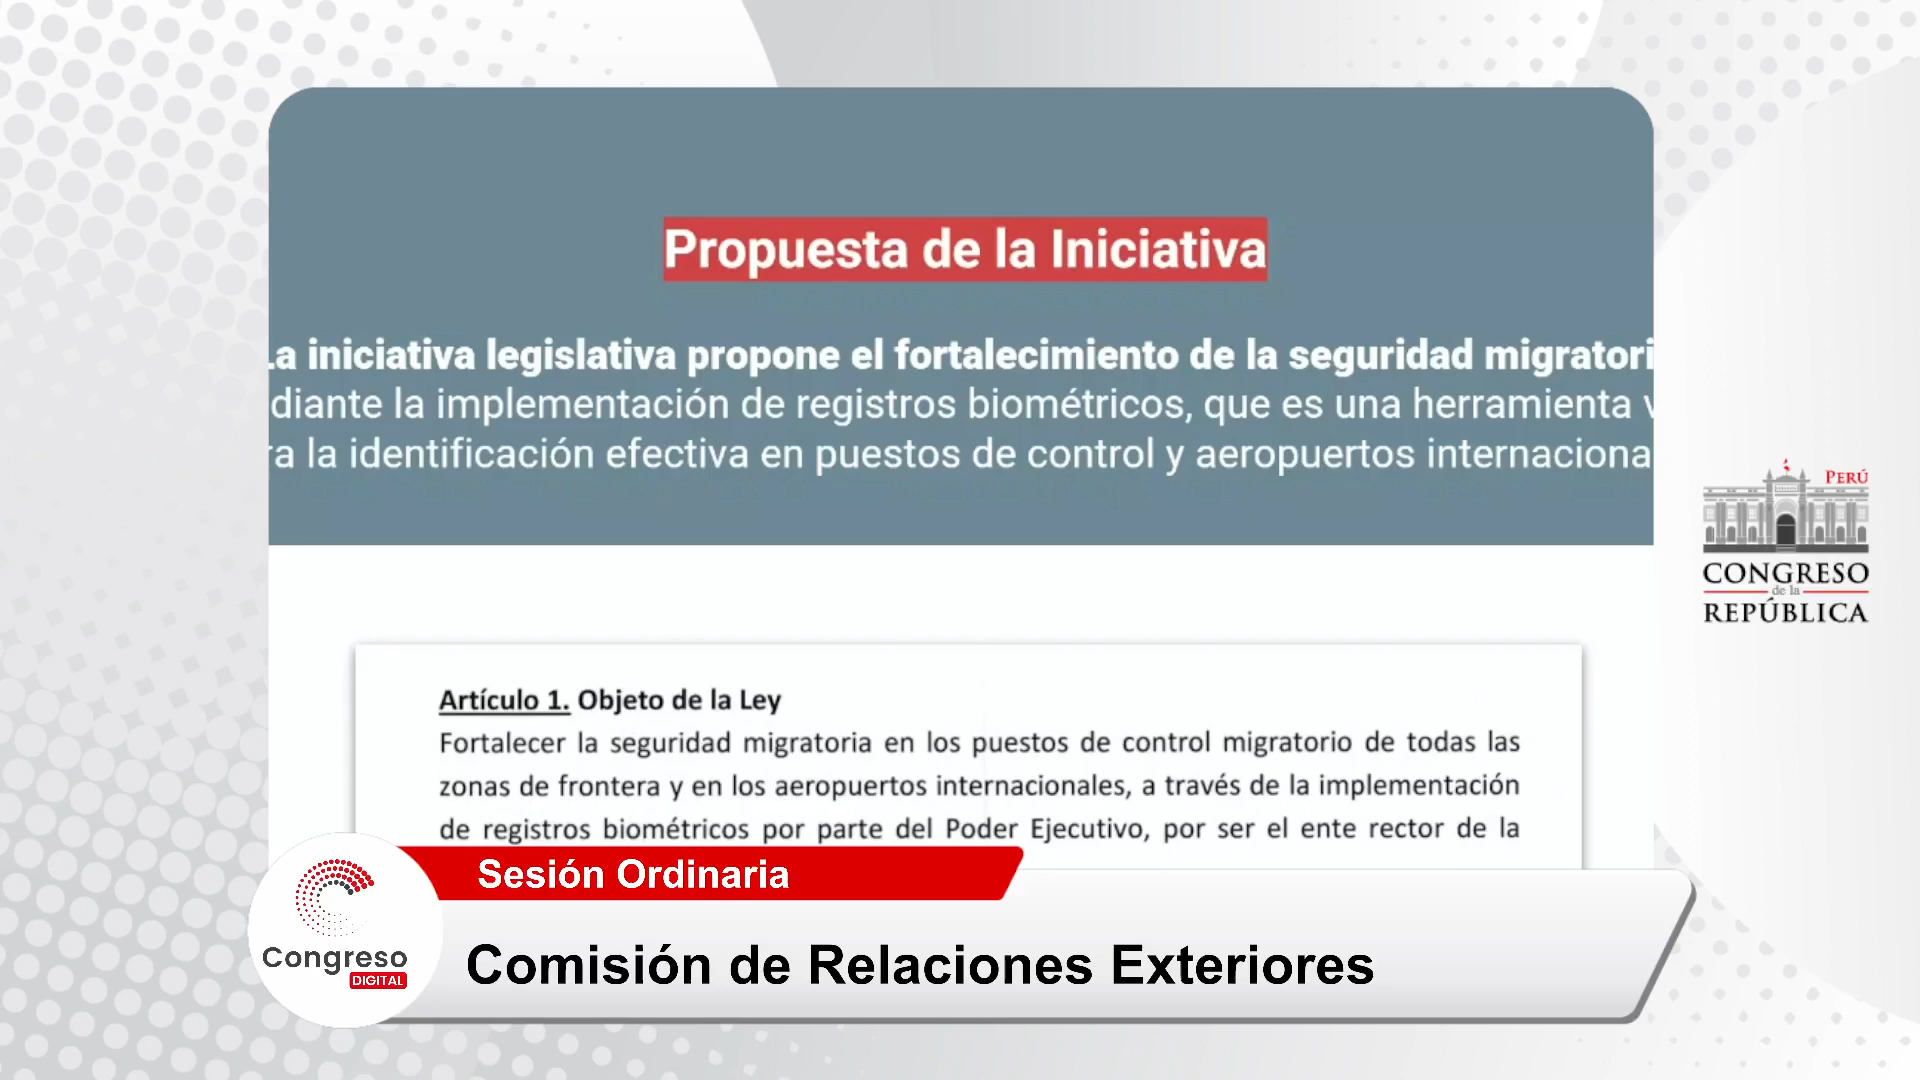 Propuesta de la Iniciativa
La iniciativa legislativa propone el fortalecimiento de la seguridad migratori
diante la implementación de registros biométricos, que es una herramienta v
ra la identificación efectiva en puestos de control y aeropuertos internaciona
PERÚ
CONGRESO
de la
REPÚBLICA
Artículo 1. Objeto de la Ley
Fortalecer la seguridad migratoria en los puestos de control migratorio de todas las
zonas de frontera y en los aeropuertos internacionales, a través de la implementación
de registros biométricos por parte del Poder Ejecutivo, por ser el ente rector de la
Sesión Ordinaria
Congreso
DIGITAL
Comisión de Relaciones Exteriores